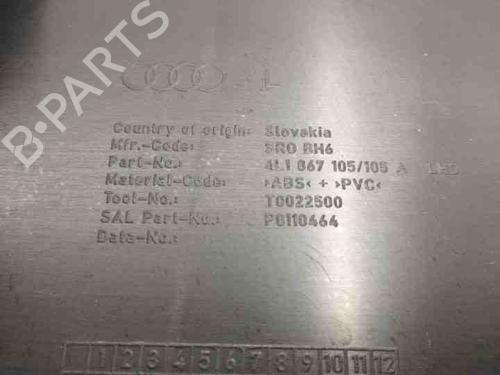 Country of origin: Slovakia
Mfr.-Code: SRO BH6
Part-No.: 4L1 867 105/105 A LHD
Material-Code: >ABS< + >PVC<
Tool-No.: T0022500
SAL Part-No.: P0110464
Data-No.:
1 2 3 4 5 6 7 8 9 10 11 12
B-PARTS